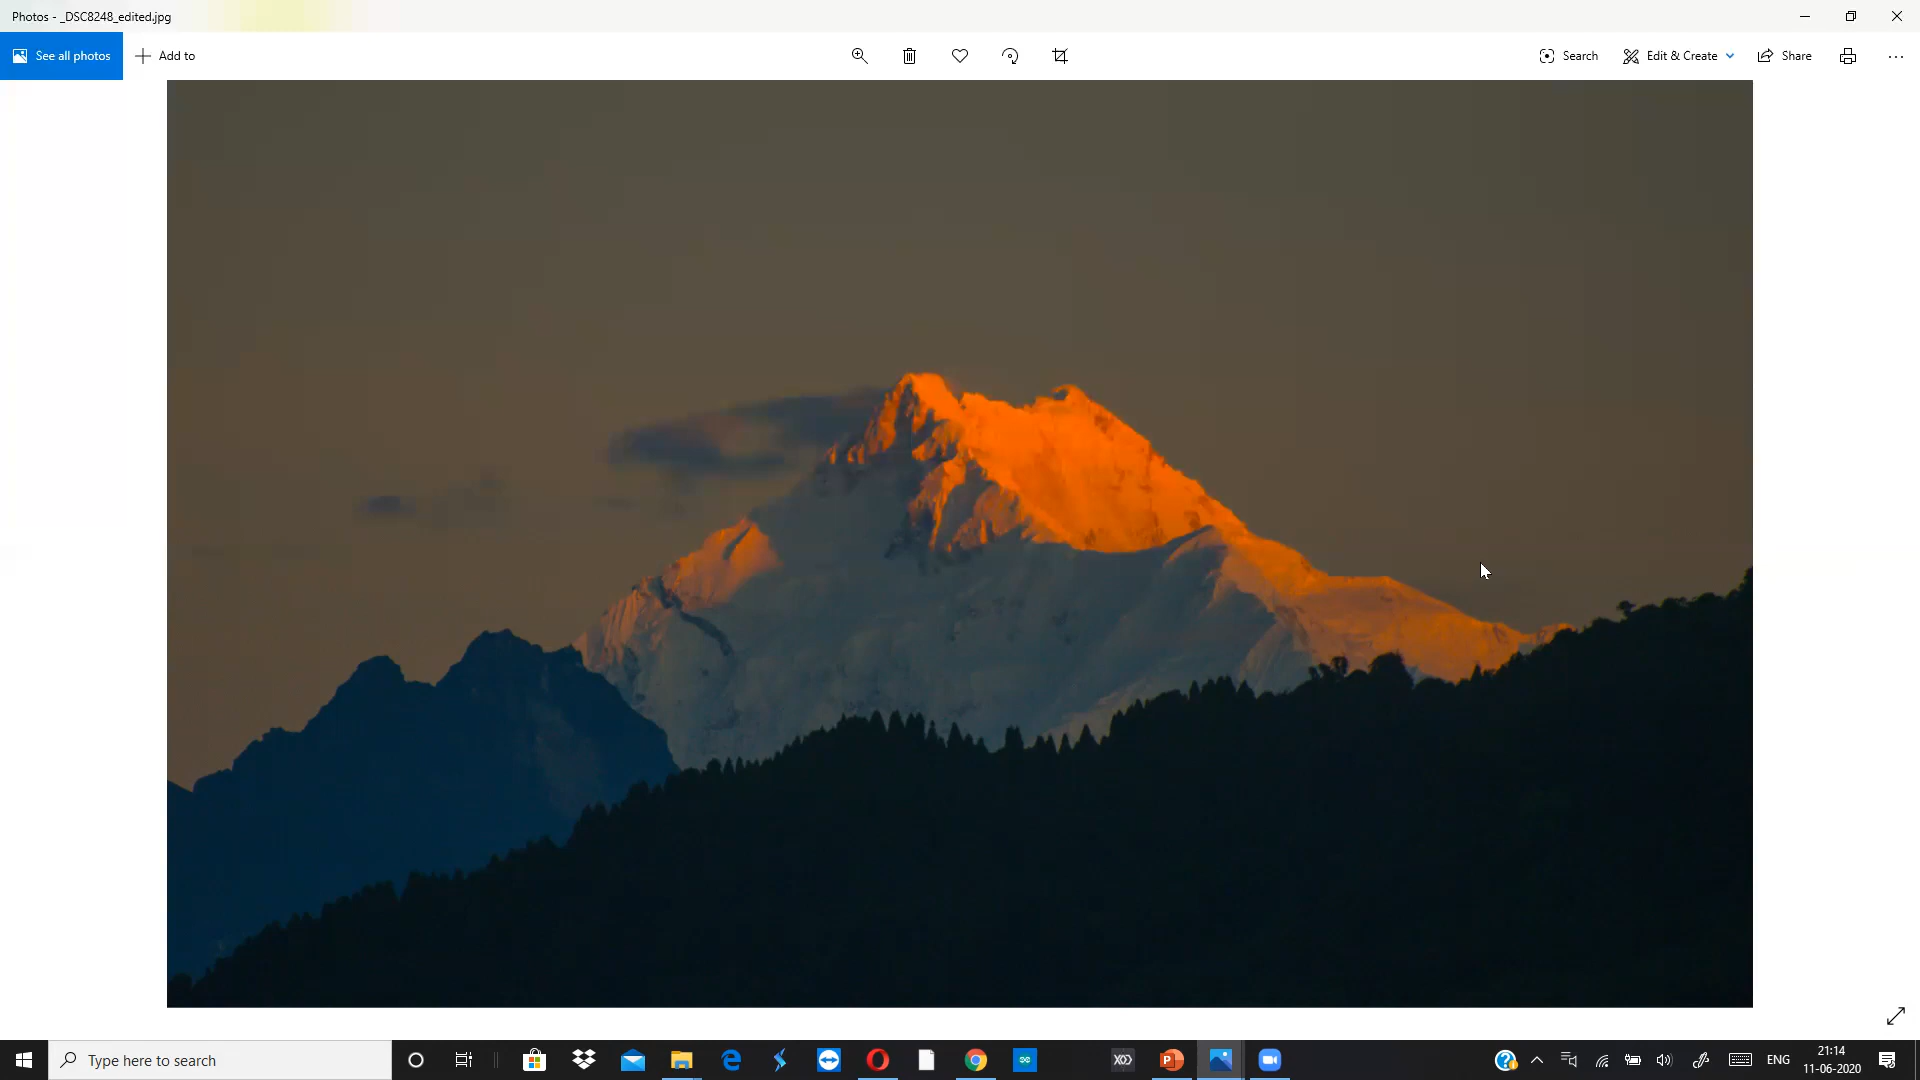 Photos - _DSC8248_edited.jpg
See all photos
Add to
Search
Edit & Create
Share
Type here to search
ENG
21:14
11-06-2020